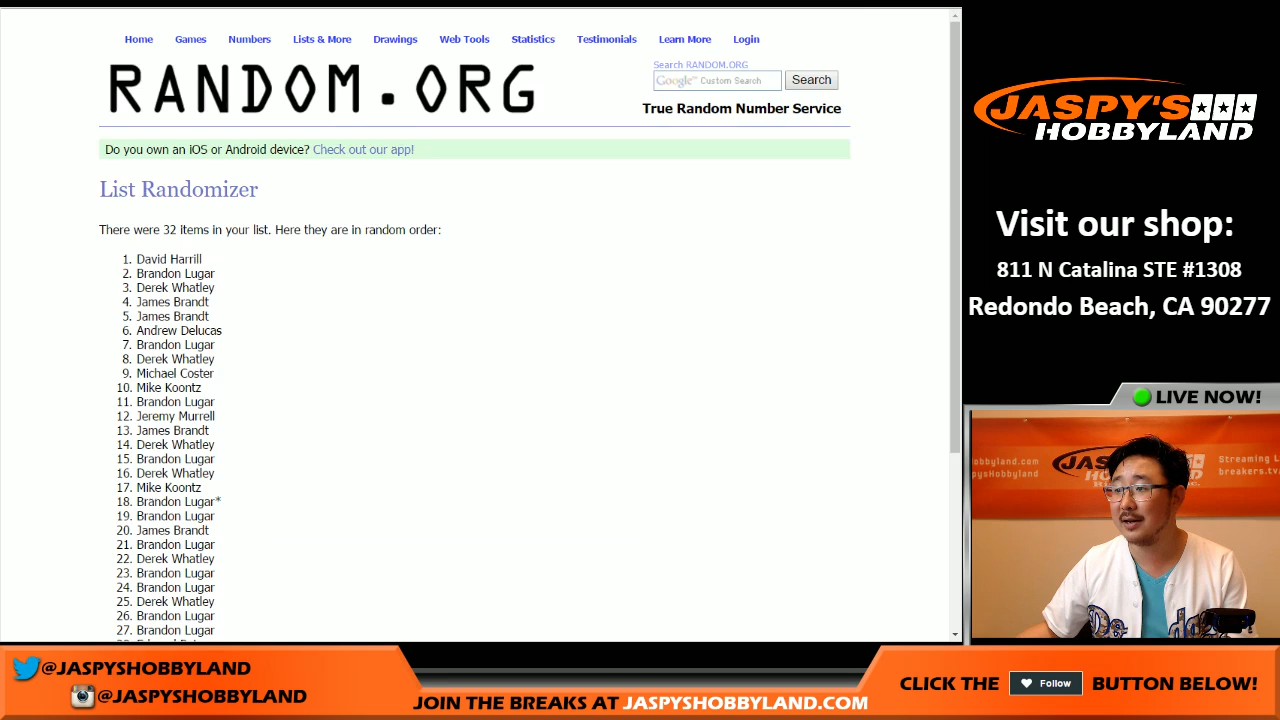 Home Games Numbers Lists & More Drawings Web Tools Statistics Testimonials Learn More Login
RANDOM.ORG
Search RANDOM.ORG
Google™ Custom Search
Search
True Random Number Service
Do you own an iOS or Android device? Check out our app!
List Randomizer
There were 32 items in your list. Here they are in random order:
1. David Harrill
2. Brandon Lugar
3. Derek Whatley
4. James Brandt
5. James Brandt
6. Andrew Delucas
7. Brandon Lugar
8. Derek Whatley
9. Michael Coster
10. Mike Koontz
11. Brandon Lugar
12. Jeremy Murrell
13. James Brandt
14. Derek Whatley
15. Brandon Lugar
16. Derek Whatley
17. Mike Koontz
18. Brandon Lugar*
19. Brandon Lugar
20. James Brandt
21. Brandon Lugar
22. Derek Whatley
23. Brandon Lugar
24. Brandon Lugar
25. Derek Whatley
26. Brandon Lugar
27. Brandon Lugar
JASPY'S
HOBBYLAND
Visit our shop:
811 N Catalina STE #1308
Redondo Beach, CA 90277
LIVE NOW!
Streaming
breakers.tv
@JASPYSHOBBYLAND
@JASPYSHOBBYLAND
JOIN THE BREAKS AT JASPYSHOBBYLAND.COM
CLICK THE Follow BUTTON BELOW!